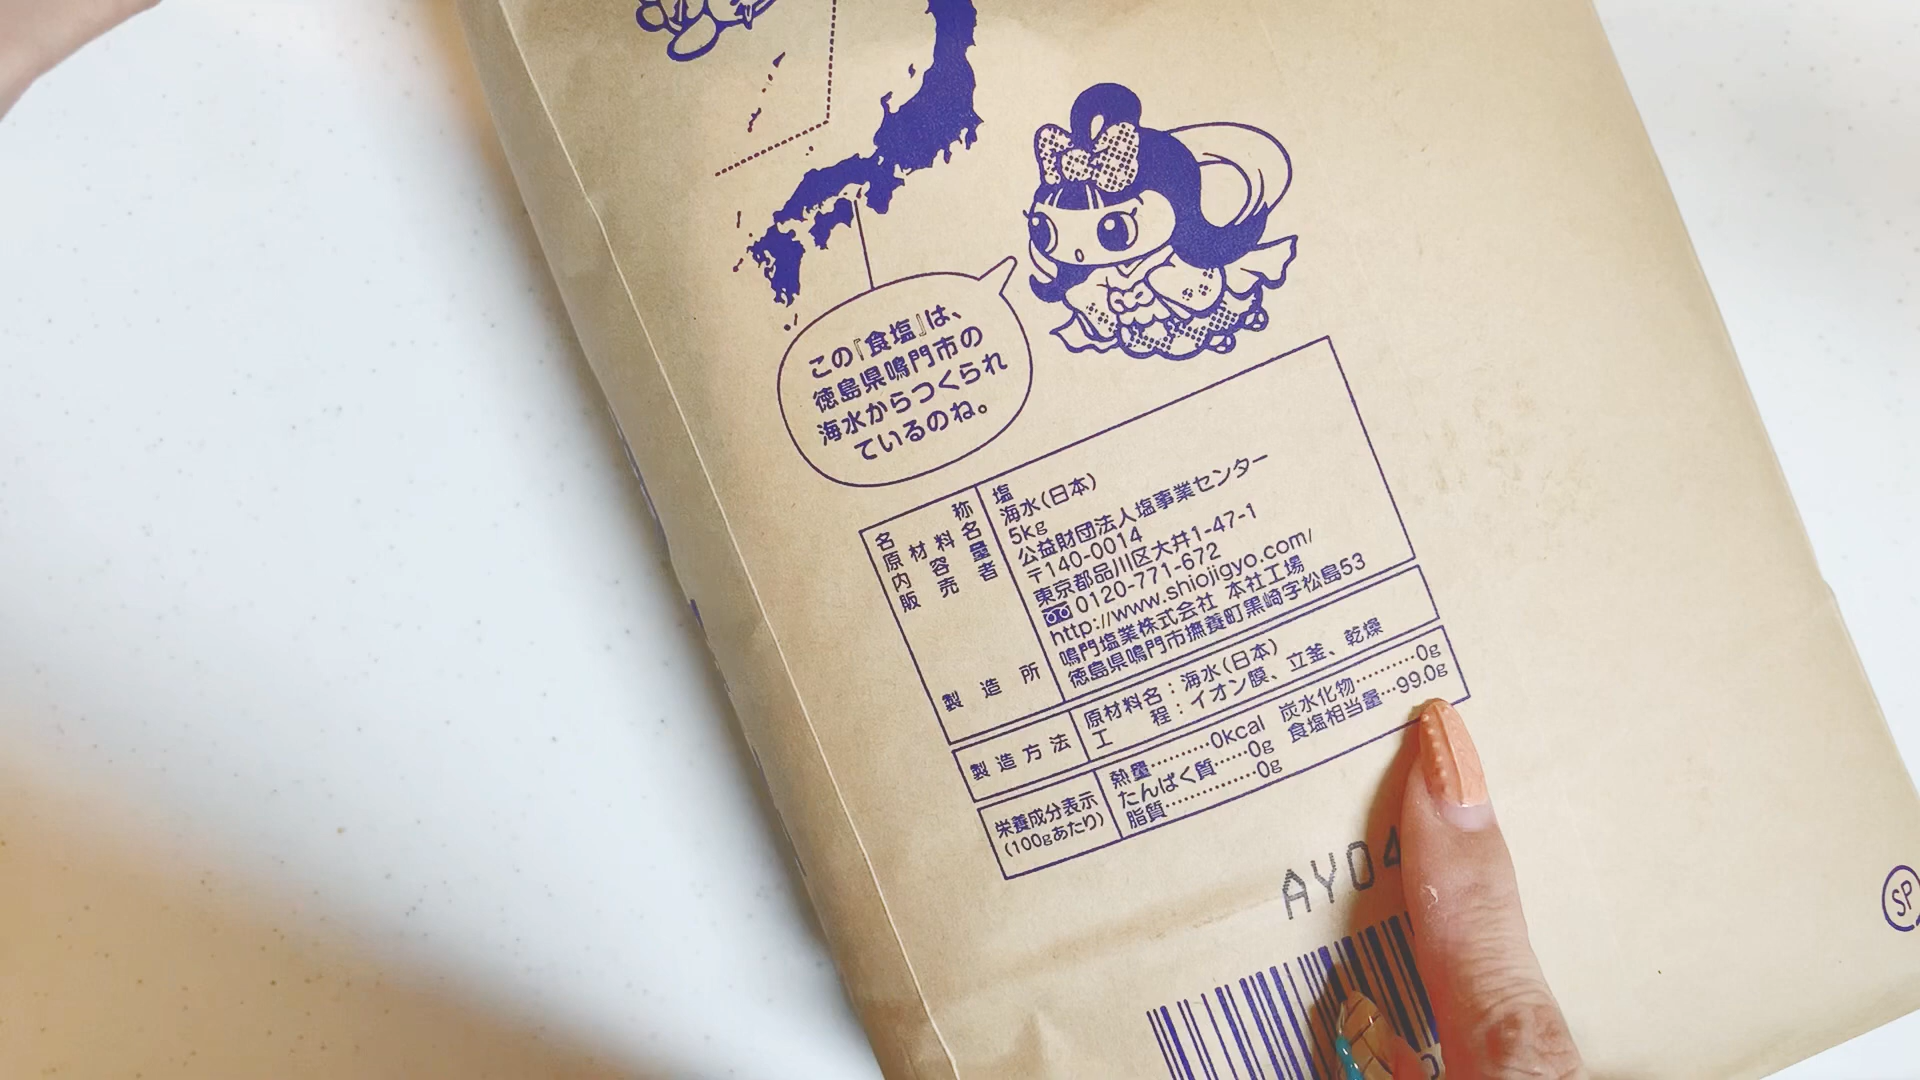 この『食塩』は、
徳島県鳴門市の
海水からつくられ
ているのね。
名称 塩
原材料名 海水(日本)
内容量 5kg
販売者 公益財団法人塩事業センター
〒140-0014
東京都品川区大井1-47-1
0120-771-672
http://www.shiojigyo.com/
製造所 鳴門塩業株式会社 本社工場
徳島県鳴門市撫養町黒崎字松島53
製造方法 原材料名:海水(日本)
工程:イオン膜、立釜、乾燥
栄養成分表示
(100gあたり)
熱量………0kcal 炭水化物………0g
たんぱく質……0g 食塩相当量…99.0g
脂質…………0g
AY04
SP